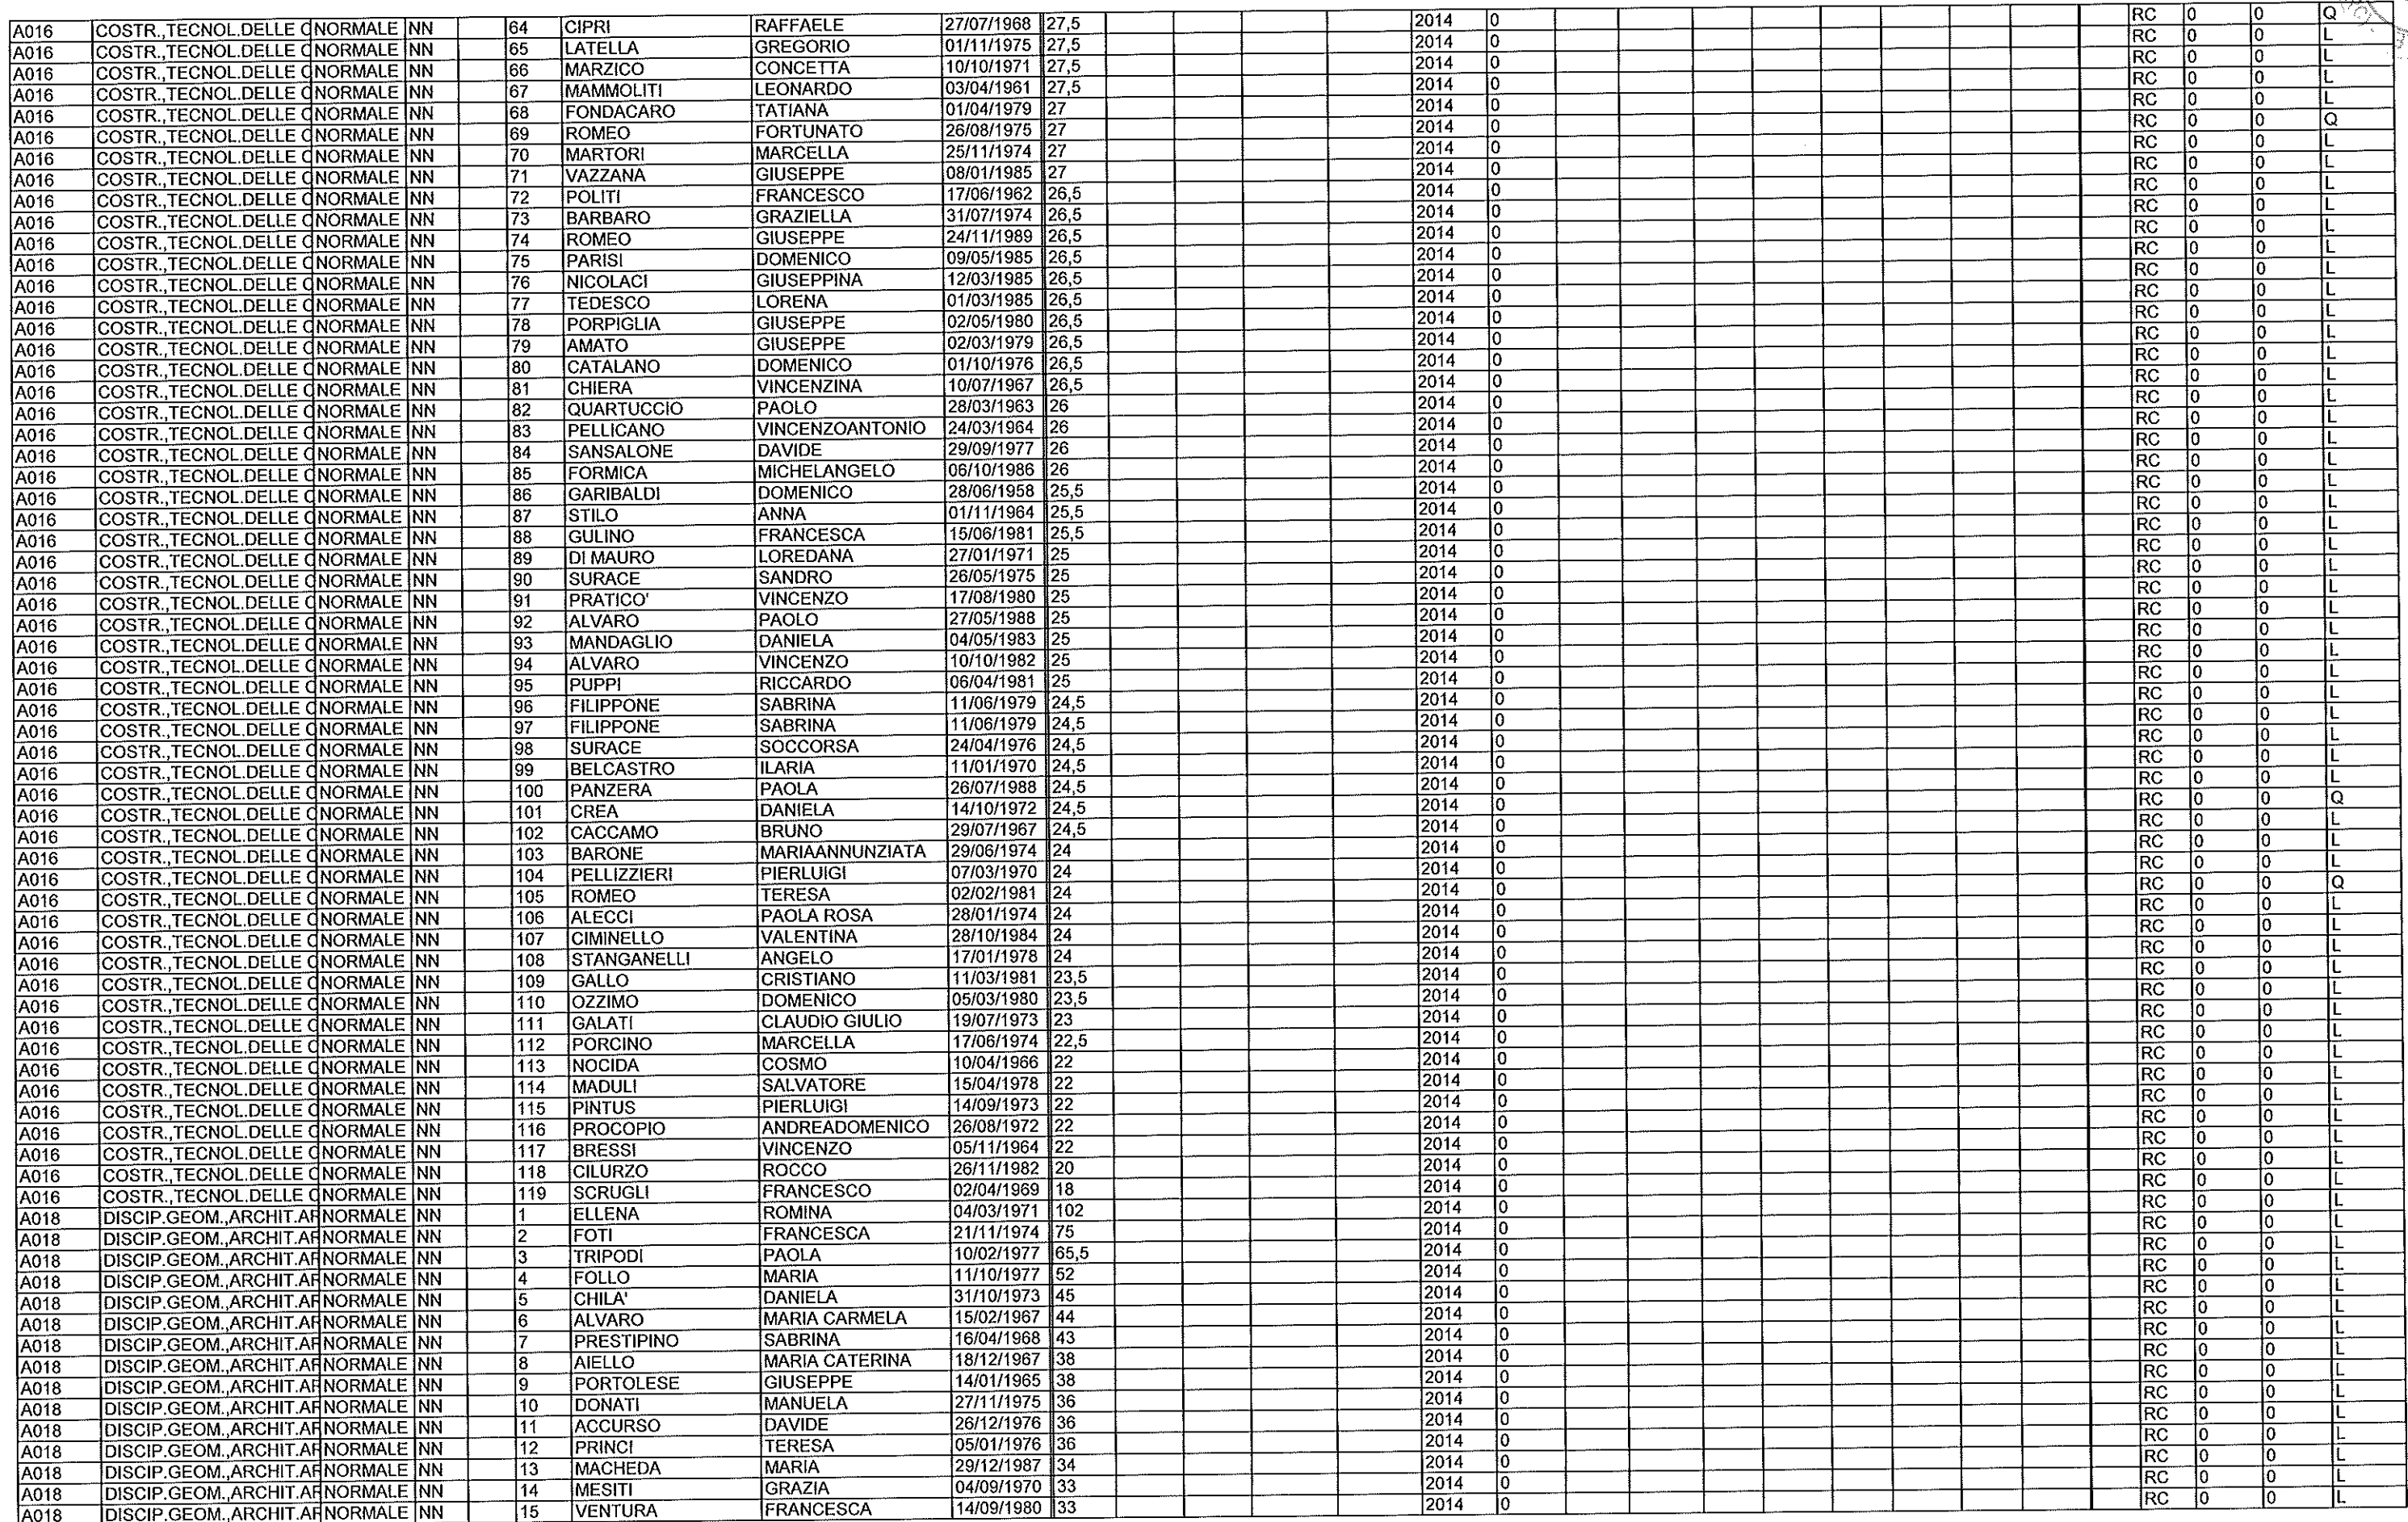 A016 COSTR.,TECNOL.DELLE C NORMALE NN 64 CIPRI RAFFAELE 27/07/1968 27,5 2014 0 RC 0 0 Q
A016 COSTR.,TECNOL.DELLE C NORMALE NN 65 LATELLA GREGORIO 01/11/1975 27,5 2014 0 RC 0 0 L
A016 COSTR.,TECNOL.DELLE C NORMALE NN 66 MARZICO CONCETTA 10/10/1971 27,5 2014 0 RC 0 0 L
A016 COSTR.,TECNOL.DELLE C NORMALE NN 67 MAMMOLITI LEONARDO 03/04/1961 27,5 2014 0 RC 0 0 L
A016 COSTR.,TECNOL.DELLE C NORMALE NN 68 FONDACARO TATIANA 01/04/1979 27 2014 0 RC 0 0 L
A016 COSTR.,TECNOL.DELLE C NORMALE NN 69 ROMEO FORTUNATO 26/08/1975 27 2014 0 RC 0 0 Q
A016 COSTR.,TECNOL.DELLE C NORMALE NN 70 MARTORI MARCELLA 25/11/1974 27 2014 0 RC 0 0 L
A016 COSTR.,TECNOL.DELLE C NORMALE NN 71 VAZZANA GIUSEPPE 08/01/1985 27 2014 0 RC 0 0 L
A016 COSTR.,TECNOL.DELLE C NORMALE NN 72 POLITI FRANCESCO 17/06/1962 26,5 2014 0 RC 0 0 L
A016 COSTR.,TECNOL.DELLE C NORMALE NN 73 BARBARO GRAZIELLA 31/07/1974 26,5 2014 0 RC 0 0 L
A016 COSTR.,TECNOL.DELLE C NORMALE NN 74 ROMEO GIUSEPPE 24/11/1989 26,5 2014 0 RC 0 0 L
A016 COSTR.,TECNOL.DELLE C NORMALE NN 75 PARISI DOMENICO 09/05/1985 26,5 2014 0 RC 0 0 L
A016 COSTR.,TECNOL.DELLE C NORMALE NN 76 NICOLACI GIUSEPPINA 12/03/1985 26,5 2014 0 RC 0 0 L
A016 COSTR.,TECNOL.DELLE C NORMALE NN 77 TEDESCO LORENA 01/03/1985 26,5 2014 0 RC 0 0 L
A016 COSTR.,TECNOL.DELLE C NORMALE NN 78 PORPIGLIA GIUSEPPE 02/05/1980 26,5 2014 0 RC 0 0 L
A016 COSTR.,TECNOL.DELLE C NORMALE NN 79 AMATO GIUSEPPE 02/03/1979 26,5 2014 0 RC 0 0 L
A016 COSTR.,TECNOL.DELLE C NORMALE NN 80 CATALANO DOMENICO 01/10/1976 26,5 2014 0 RC 0 0 L
A016 COSTR.,TECNOL.DELLE C NORMALE NN 81 CHIERA VINCENZINA 10/07/1967 26,5 2014 0 RC 0 0 L
A016 COSTR.,TECNOL.DELLE C NORMALE NN 82 QUARTUCCIO PAOLO 28/03/1963 26 2014 0 RC 0 0 L
A016 COSTR.,TECNOL.DELLE C NORMALE NN 83 PELLICANO VINCENZOANTONIO 24/03/1964 26 2014 0 RC 0 0 L
A016 COSTR.,TECNOL.DELLE C NORMALE NN 84 SANSALONE DAVIDE 29/09/1977 26 2014 0 RC 0 0 L
A016 COSTR.,TECNOL.DELLE C NORMALE NN 85 FORMICA MICHELANGELO 06/10/1986 26 2014 0 RC 0 0 L
A016 COSTR.,TECNOL.DELLE C NORMALE NN 86 GARIBALDI DOMENICO 28/06/1958 25,5 2014 0 RC 0 0 L
A016 COSTR.,TECNOL.DELLE C NORMALE NN 87 STILO ANNA 01/11/1964 25,5 2014 0 RC 0 0 L
A016 COSTR.,TECNOL.DELLE C NORMALE NN 88 GULINO FRANCESCA 15/06/1981 25,5 2014 0 RC 0 0 L
A016 COSTR.,TECNOL.DELLE C NORMALE NN 89 DI MAURO LOREDANA 27/01/1971 25 2014 0 RC 0 0 L
A016 COSTR.,TECNOL.DELLE C NORMALE NN 90 SURACE SANDRO 26/05/1975 25 2014 0 RC 0 0 L
A016 COSTR.,TECNOL.DELLE C NORMALE NN 91 PRATICO' VINCENZO 17/08/1980 25 2014 0 RC 0 0 L
A016 COSTR.,TECNOL.DELLE C NORMALE NN 92 ALVARO PAOLO 27/05/1988 25 2014 0 RC 0 0 L
A016 COSTR.,TECNOL.DELLE C NORMALE NN 93 MANDAGLIO DANIELA 04/05/1983 25 2014 0 RC 0 0 L
A016 COSTR.,TECNOL.DELLE C NORMALE NN 94 ALVARO VINCENZO 10/10/1982 25 2014 0 RC 0 0 L
A016 COSTR.,TECNOL.DELLE C NORMALE NN 95 PUPPI RICCARDO 06/04/1981 25 2014 0 RC 0 0 L
A016 COSTR.,TECNOL.DELLE C NORMALE NN 96 FILIPPONE SABRINA 11/06/1979 24,5 2014 0 RC 0 0 L
A016 COSTR.,TECNOL.DELLE C NORMALE NN 97 FILIPPONE SABRINA 11/06/1979 24,5 2014 0 RC 0 0 L
A016 COSTR.,TECNOL.DELLE C NORMALE NN 98 SURACE SOCCORSA 24/04/1976 24,5 2014 0 RC 0 0 L
A016 COSTR.,TECNOL.DELLE C NORMALE NN 99 BELCASTRO ILARIA 11/01/1970 24,5 2014 0 RC 0 0 L
A016 COSTR.,TECNOL.DELLE C NORMALE NN 100 PANZERA PAOLA 26/07/1988 24,5 2014 0 RC 0 0 L
A016 COSTR.,TECNOL.DELLE C NORMALE NN 101 CREA DANIELA 14/10/1972 24,5 2014 0 RC 0 0 Q
A016 COSTR.,TECNOL.DELLE C NORMALE NN 102 CACCAMO BRUNO 29/07/1967 24,5 2014 0 RC 0 0 L
A016 COSTR.,TECNOL.DELLE C NORMALE NN 103 BARONE MARIAANNUNZIATA 29/06/1974 24 2014 0 RC 0 0 L
A016 COSTR.,TECNOL.DELLE C NORMALE NN 104 PELLIZZIERI PIERLUIGI 07/03/1970 24 2014 0 RC 0 0 L
A016 COSTR.,TECNOL.DELLE C NORMALE NN 105 ROMEO TERESA 02/02/1981 24 2014 0 RC 0 0 Q
A016 COSTR.,TECNOL.DELLE C NORMALE NN 106 ALECCI PAOLA ROSA 28/01/1974 24 2014 0 RC 0 0 L
A016 COSTR.,TECNOL.DELLE C NORMALE NN 107 CIMINELLO VALENTINA 28/10/1984 24 2014 0 RC 0 0 L
A016 COSTR.,TECNOL.DELLE C NORMALE NN 108 STANGANELLI ANGELO 17/01/1978 24 2014 0 RC 0 0 L
A016 COSTR.,TECNOL.DELLE C NORMALE NN 109 GALLO CRISTIANO 11/03/1981 23,5 2014 0 RC 0 0 L
A016 COSTR.,TECNOL.DELLE C NORMALE NN 110 OZZIMO DOMENICO 05/03/1980 23,5 2014 0 RC 0 0 L
A016 COSTR.,TECNOL.DELLE C NORMALE NN 111 GALATI CLAUDIO GIULIO 19/07/1973 23 2014 0 RC 0 0 L
A016 COSTR.,TECNOL.DELLE C NORMALE NN 112 PORCINO MARCELLA 17/06/1974 22,5 2014 0 RC 0 0 L
A016 COSTR.,TECNOL.DELLE C NORMALE NN 113 NOCIDA COSMO 10/04/1966 22 2014 0 RC 0 0 L
A016 COSTR.,TECNOL.DELLE C NORMALE NN 114 MADULI SALVATORE 15/04/1978 22 2014 0 RC 0 0 L
A016 COSTR.,TECNOL.DELLE C NORMALE NN 115 PINTUS PIERLUIGI 14/09/1973 22 2014 0 RC 0 0 L
A016 COSTR.,TECNOL.DELLE C NORMALE NN 116 PROCOPIO ANDREADOMENICO 26/08/1972 22 2014 0 RC 0 0 L
A016 COSTR.,TECNOL.DELLE C NORMALE NN 117 BRESSI VINCENZO 05/11/1964 22 2014 0 RC 0 0 L
A016 COSTR.,TECNOL.DELLE C NORMALE NN 118 CILURZO ROCCO 26/11/1982 20 2014 0 RC 0 0 L
A016 COSTR.,TECNOL.DELLE C NORMALE NN 119 SCRUGLI FRANCESCO 02/04/1969 18 2014 0 RC 0 0 L
A018 DISCIP.GEOM.,ARCHIT.AR NORMALE NN 1 ELLENA ROMINA 04/03/1971 102 2014 0 RC 0 0 L
A018 DISCIP.GEOM.,ARCHIT.AR NORMALE NN 2 FOTI FRANCESCA 21/11/1974 75 2014 0 RC 0 0 L
A018 DISCIP.GEOM.,ARCHIT.AR NORMALE NN 3 TRIPODI PAOLA 10/02/1977 65,5 2014 0 RC 0 0 L
A018 DISCIP.GEOM.,ARCHIT.AR NORMALE NN 4 FOLLO MARIA 11/10/1977 52 2014 0 RC 0 0 L
A018 DISCIP.GEOM.,ARCHIT.AR NORMALE NN 5 CHILA' DANIELA 31/10/1973 45 2014 0 RC 0 0 L
A018 DISCIP.GEOM.,ARCHIT.AR NORMALE NN 6 ALVARO MARIA CARMELA 15/02/1967 44 2014 0 RC 0 0 L
A018 DISCIP.GEOM.,ARCHIT.AR NORMALE NN 7 PRESTIPINO SABRINA 16/04/1968 43 2014 0 RC 0 0 L
A018 DISCIP.GEOM.,ARCHIT.AR NORMALE NN 8 AIELLO MARIA CATERINA 18/12/1967 38 2014 0 RC 0 0 L
A018 DISCIP.GEOM.,ARCHIT.AR NORMALE NN 9 PORTOLESE GIUSEPPE 14/01/1965 38 2014 0 RC 0 0 L
A018 DISCIP.GEOM.,ARCHIT.AR NORMALE NN 10 DONATI MANUELA 27/11/1975 36 2014 0 RC 0 0 L
A018 DISCIP.GEOM.,ARCHIT.AR NORMALE NN 11 ACCURSO DAVIDE 26/12/1976 36 2014 0 RC 0 0 L
A018 DISCIP.GEOM.,ARCHIT.AR NORMALE NN 12 PRINCI TERESA 05/01/1976 36 2014 0 RC 0 0 L
A018 DISCIP.GEOM.,ARCHIT.AR NORMALE NN 13 MACHEDA MARIA 29/12/1987 34 2014 0 RC 0 0 L
A018 DISCIP.GEOM.,ARCHIT.AR NORMALE NN 14 MESITI GRAZIA 04/09/1970 33 2014 0 RC 0 0 L
A018 DISCIP.GEOM.,ARCHIT.AR NORMALE NN 15 VENTURA FRANCESCA 14/09/1980 33 2014 0 RC 0 0 L